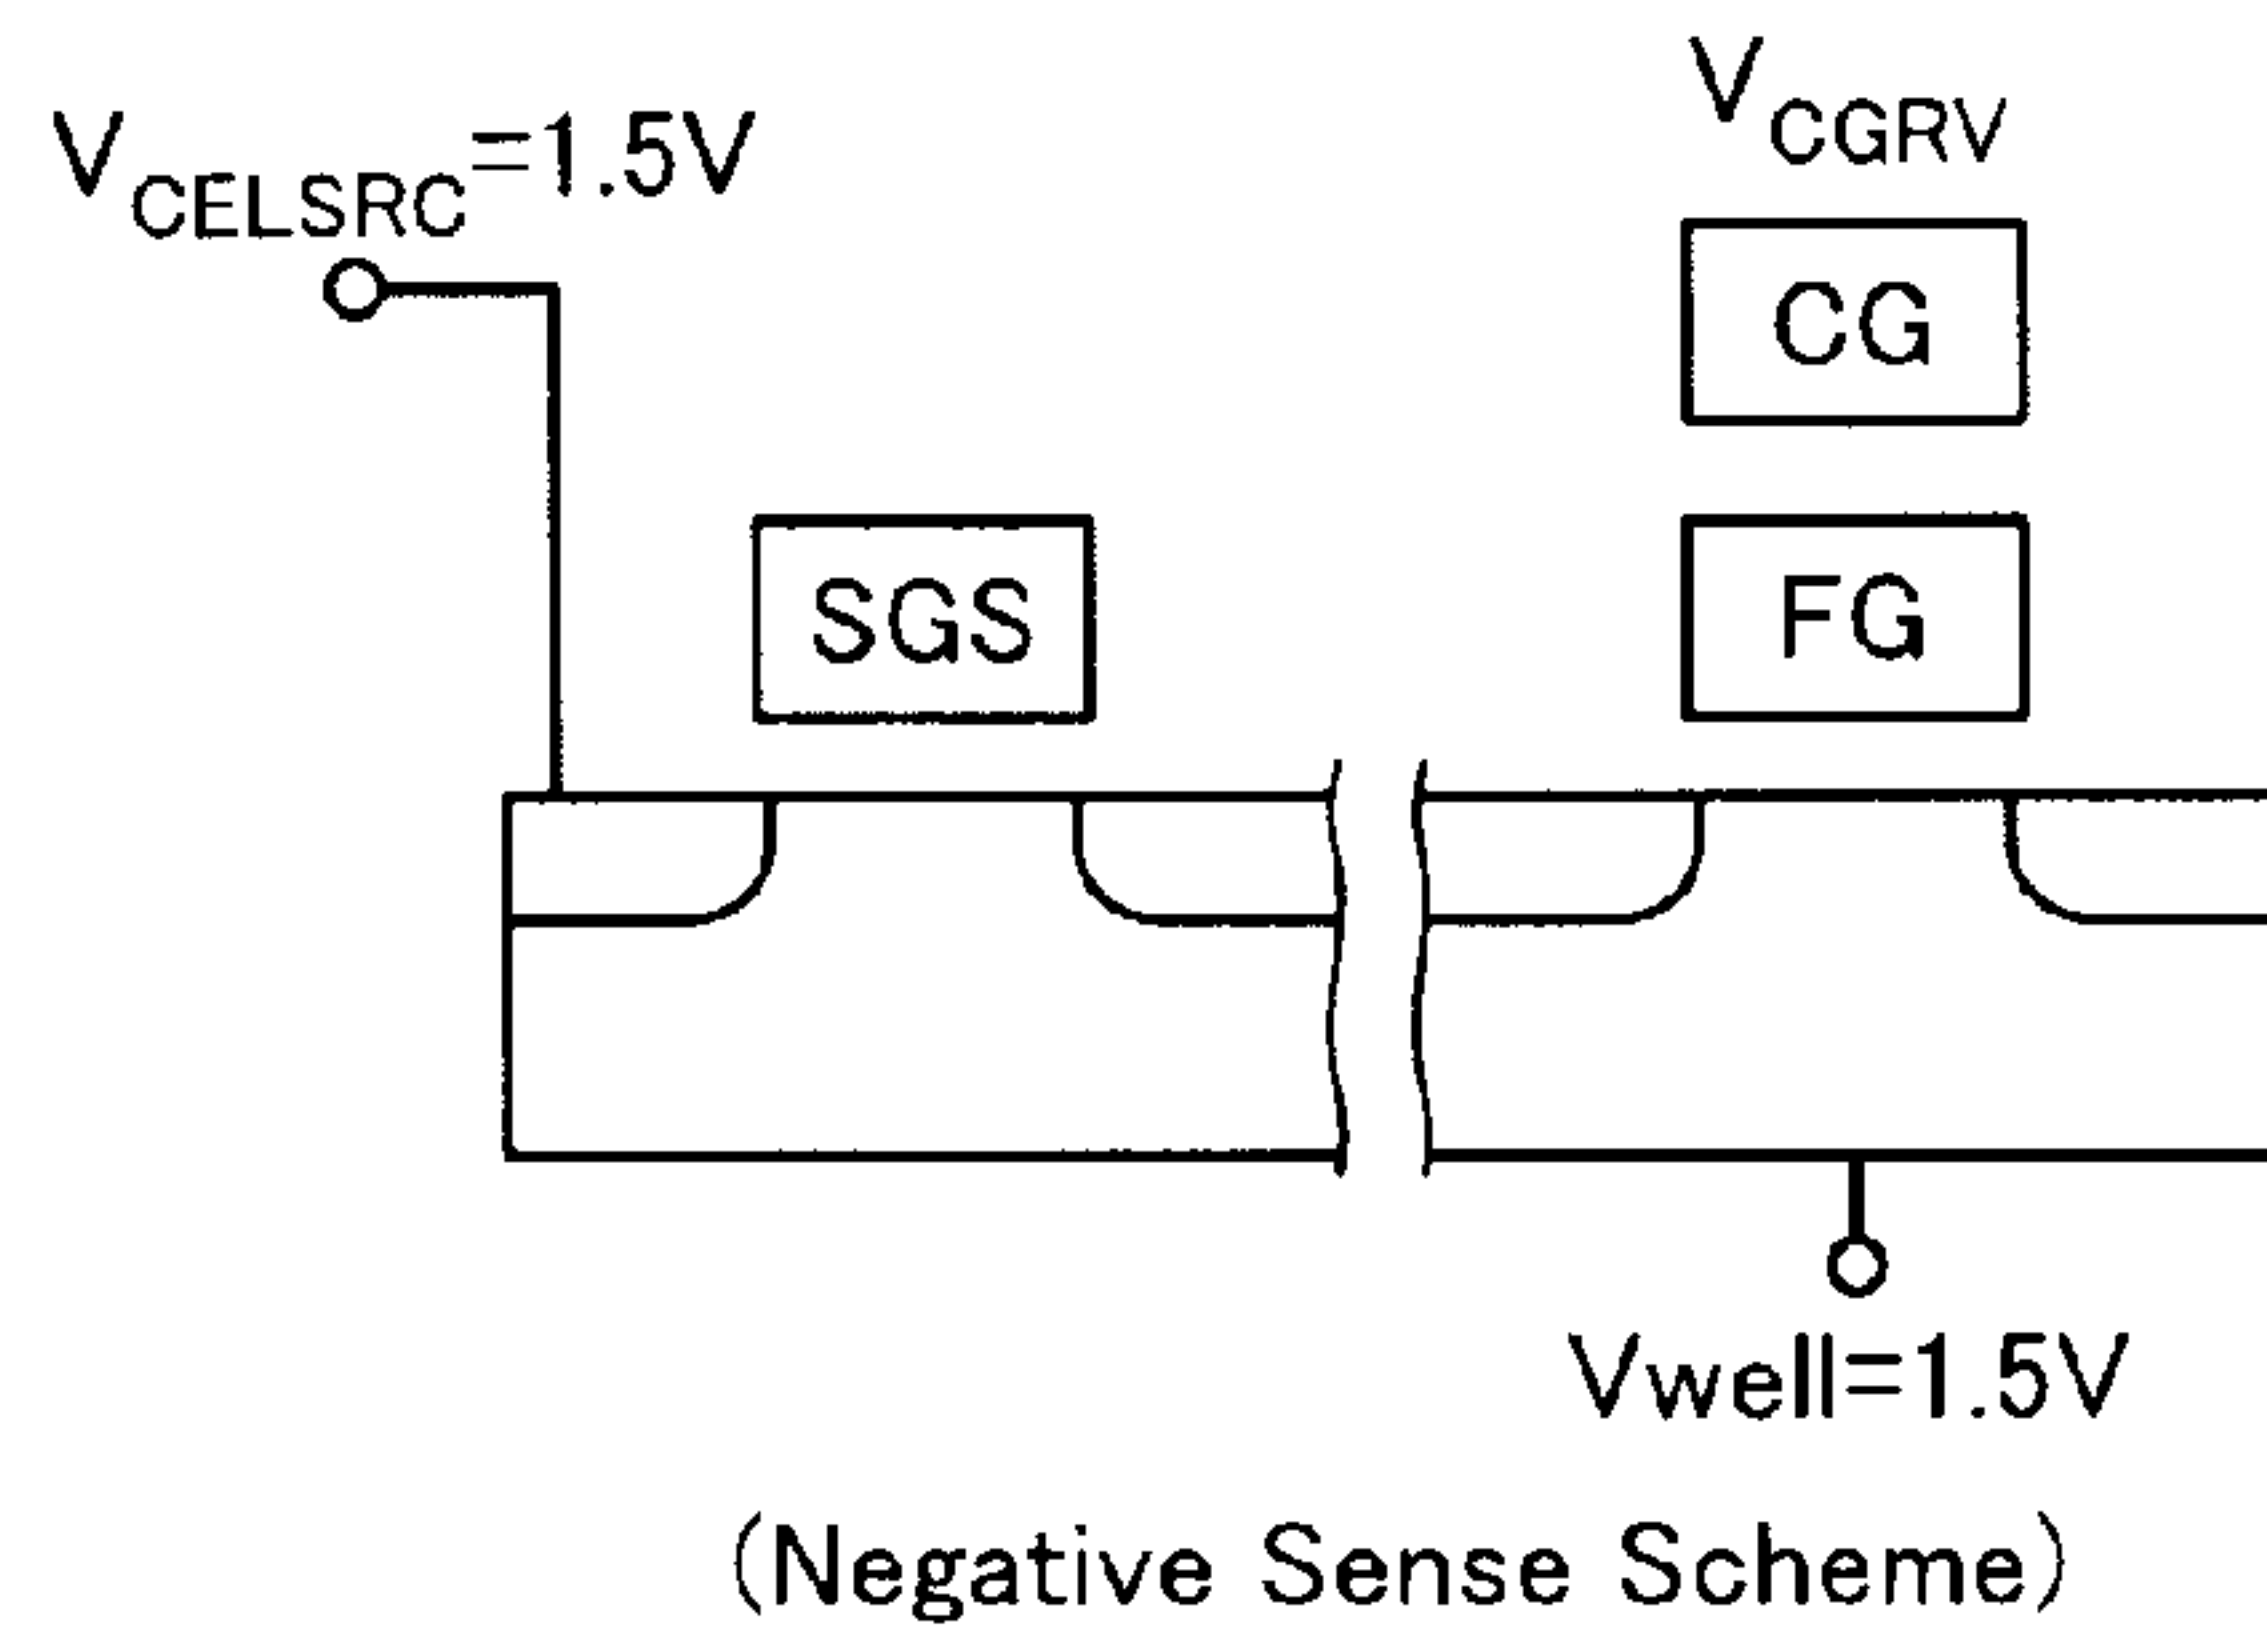 V_CGRV
V_CELSRC=1.5V
CG
SGS
FG
Vwell=1.5V
(Negative Sense Scheme)